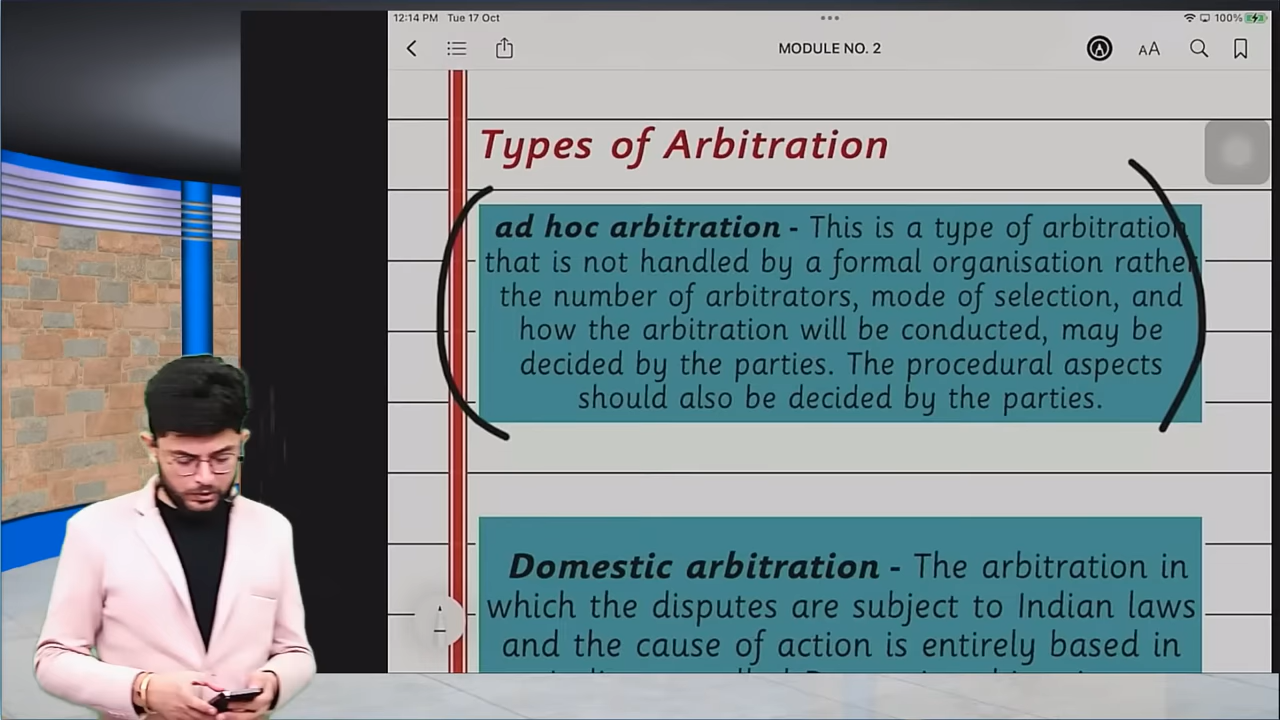 12:14 PM Tue 17 Oct
100%
MODULE NO. 2
AA
Types of Arbitration
ad hoc arbitration - This is a type of arbitration
that is not handled by a formal organisation rather
the number of arbitrators, mode of selection, and
how the arbitration will be conducted, may be
decided by the parties. The procedural aspects
should also be decided by the parties.
Domestic arbitration - The arbitration in
which the disputes are subject to Indian laws
and the cause of action is entirely based in